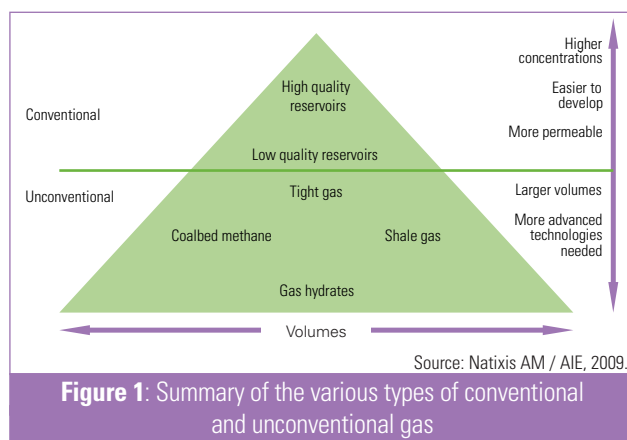 Higher
concentrations
High quality
reservoirs
Easier to
develop
Conventional
More permeable
Low quality reservoirs
Unconventional
Tight gas
Larger volumes
Coalbed methane
Shale gas
More advanced
technologies
needed
Gas hydrates
Volumes
Source: Natixis AM / AIE, 2009.
Figure 1: Summary of the various types of conventional
and unconventional gas